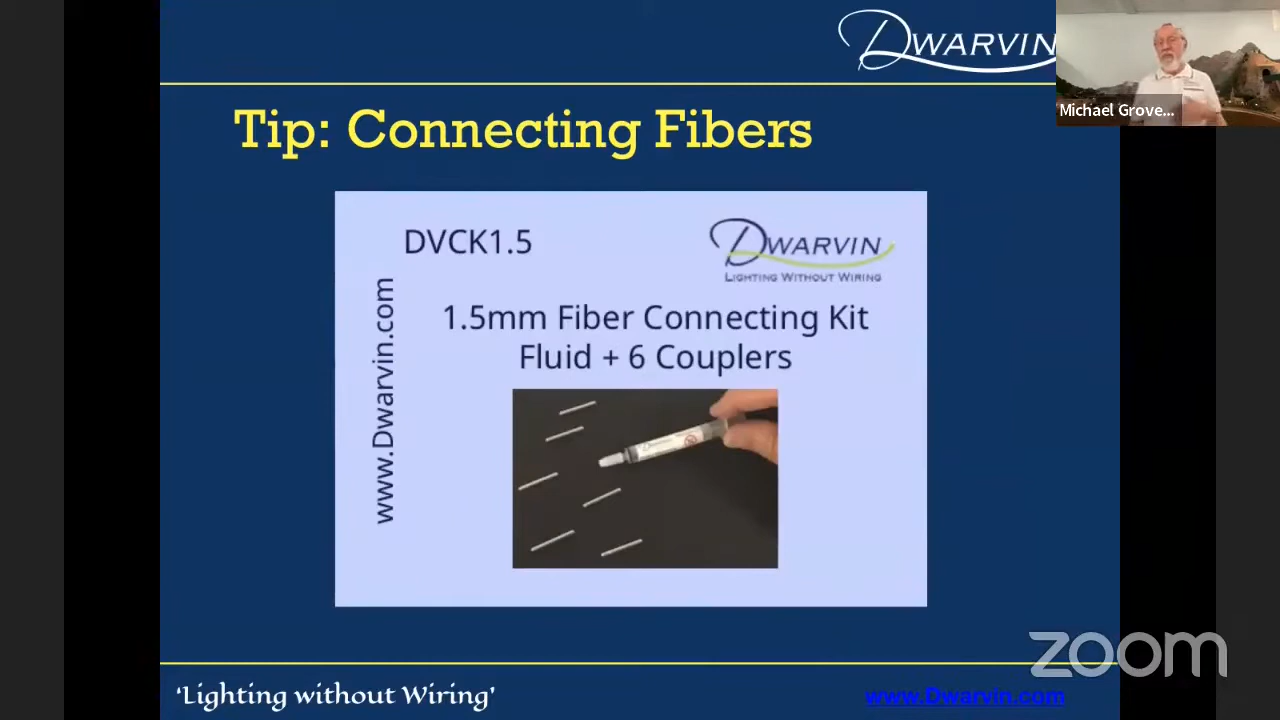 DWARVIN
Michael Grove...
Tip: Connecting Fibers
DVCK1.5
DWARVIN
LIGHTING WITHOUT WIRING
www.Dwarvin.com
1.5mm Fiber Connecting Kit
Fluid + 6 Couplers
zoom
'Lighting without Wiring'
www.Dwarvin.com